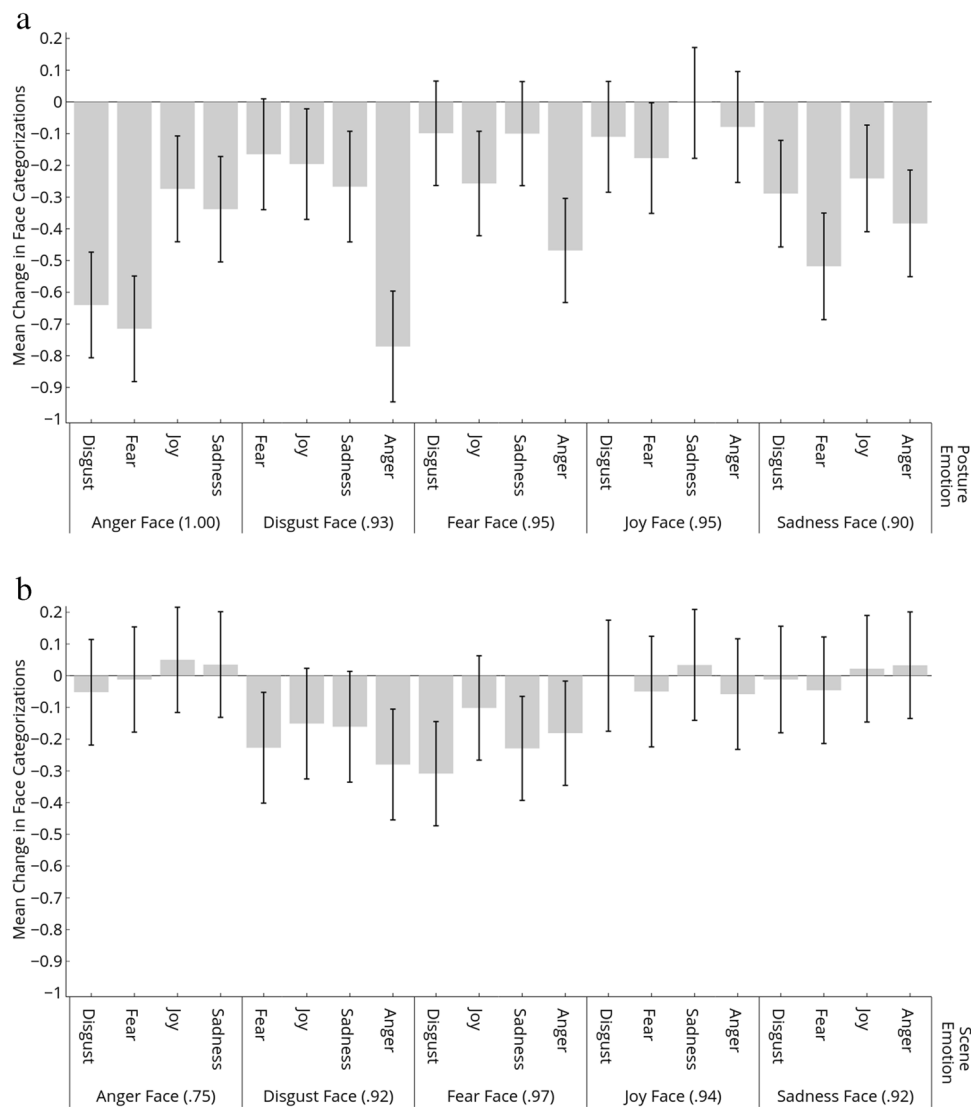 a
Mean Change in Face Categorizations
0.2
0.1
0
−0.1
−0.2
−0.3
−0.4
−0.5
−0.6
−0.7
−0.8
−0.9
−1
Disgust Fear Joy Sadness Fear Joy Sadness Anger Disgust Joy Sadness Anger Disgust Fear Sadness Anger Disgust Fear Joy Anger
Posture
Emotion
Anger Face (1.00) Disgust Face (.93) Fear Face (.95) Joy Face (.95) Sadness Face (.90)
b
Mean Change in Face Categorizations
0.2
0.1
0
−0.1
−0.2
−0.3
−0.4
−0.5
−0.6
−0.7
−0.8
−0.9
−1
Disgust Fear Joy Sadness Fear Joy Sadness Anger Disgust Joy Sadness Anger Disgust Fear Sadness Anger Disgust Fear Joy Anger
Scene
Emotion
Anger Face (.75) Disgust Face (.92) Fear Face (.97) Joy Face (.94) Sadness Face (.92)